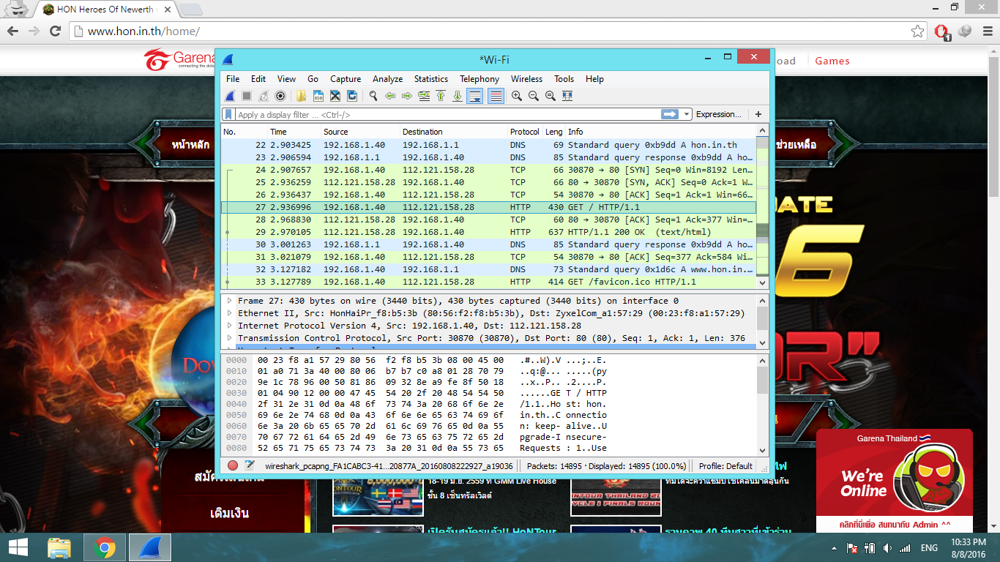 HON Heroes Of Newerth
www.hon.in.th/home/
1
Garena
connecting the dots
oad
Games
หน้าหลัก
ช่วยเหลือ
DATE
6
OR"
*Wi-Fi
File Edit View Go Capture Analyze Statistics Telephony Wireless Tools Help
Apply a display filter ... <Ctrl-/>
Expression...
+
No. Time Source Destination Protocol Leng Info
22 2.903425 192.168.1.40 192.168.1.1 DNS 69 Standard query 0xb9dd A hon.in.th
23 2.906594 192.168.1.1 192.168.1.40 DNS 85 Standard query response 0xb9dd A ho...
24 2.907657 192.168.1.40 112.121.158.28 TCP 66 30870 → 80 [SYN] Seq=0 Win=8192 Len...
25 2.936259 112.121.158.28 192.168.1.40 TCP 66 80 → 30870 [SYN, ACK] Seq=0 Ack=1 W...
26 2.936437 192.168.1.40 112.121.158.28 TCP 54 30870 → 80 [ACK] Seq=1 Ack=1 Win=66...
27 2.936996 192.168.1.40 112.121.158.28 HTTP 430 GET / HTTP/1.1
28 2.968830 112.121.158.28 192.168.1.40 TCP 60 80 → 30870 [ACK] Seq=1 Ack=377 Win=...
29 2.970105 112.121.158.28 192.168.1.40 HTTP 637 HTTP/1.1 200 OK (text/html)
30 3.001263 192.168.1.1 192.168.1.40 DNS 85 Standard query response 0xb9dd A ho...
31 3.021079 192.168.1.40 112.121.158.28 TCP 54 30870 → 80 [ACK] Seq=377 Ack=584 Wi...
32 3.127182 192.168.1.40 192.168.1.1 DNS 73 Standard query 0x1d6c A www.hon.in....
33 3.127789 192.168.1.40 112.121.158.28 HTTP 414 GET /favicon.ico HTTP/1.1
Frame 27: 430 bytes on wire (3440 bits), 430 bytes captured (3440 bits) on interface 0
Ethernet II, Src: HonHaiPr_f8:b5:3b (80:56:f2:f8:b5:3b), Dst: ZyxelCom_a1:57:29 (00:23:f8:a1:57:29)
Internet Protocol Version 4, Src: 192.168.1.40, Dst: 112.121.158.28
Transmission Control Protocol, Src Port: 30870 (30870), Dst Port: 80 (80), Seq: 1, Ack: 1, Len: 376
0000 00 23 f8 a1 57 29 80 56 f2 f8 b5 3b 08 00 45 00 .#..W).V ...;..E.
0010 01 a0 71 3a 40 00 80 06 b7 b7 c0 a8 01 28 70 79 ..q:@... .....(py
0020 9e 1c 78 96 00 50 81 86 09 32 8e a9 fe 8f 50 18 ..x..P.. .2....P.
0030 01 04 90 12 00 00 47 45 54 20 2f 20 48 54 54 50 ......GE T / HTTP
0040 2f 31 2e 31 0d 0a 48 6f 73 74 3a 20 68 6f 6e 2e /1.1..Ho st: hon.
0050 69 6e 2e 74 68 0d 0a 43 6f 6e 6e 65 63 74 69 6f in.th..C onnectio
0060 6e 3a 20 6b 65 65 70 2d 61 6c 69 76 65 0d 0a 55 n: keep- alive..U
0070 70 67 72 61 64 65 2d 49 6e 73 65 63 75 72 65 2d pgrade-I nsecure-
0080 52 65 71 75 65 73 74 73 3a 20 31 0d 0a 55 73 65 Requests : 1..Use
wireshark_pcapng_FA1CABC3-41...20877A_20160808222927_a19036
Packets: 14895 · Displayed: 14895 (100.0%)
Profile: Default
Dow
Garena Thailand
We're
Online
คลิกที่นี่เพื่อ สนทนากับ Admin ^^
เติมเงิน
18-19 มิ.ย. 2559 ที่ GMM Live House
ชั้น 8 เซ็นทรัลเวิลด์
ENG
10:33 PM
8/8/2016